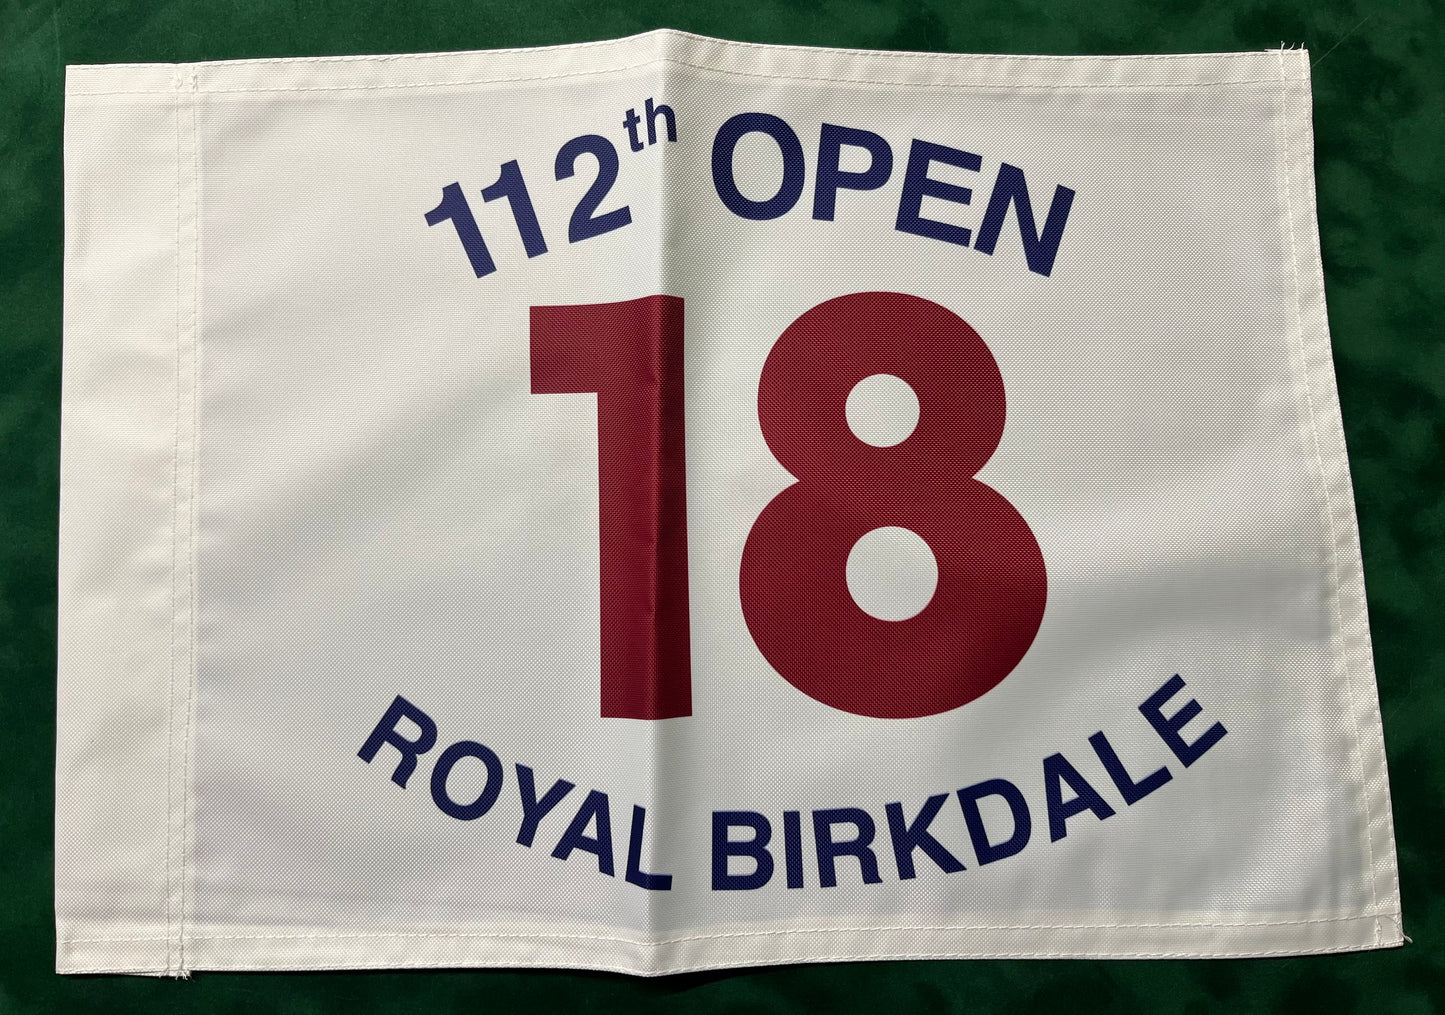 112th OPEN
18
ROYAL BIRKDALE